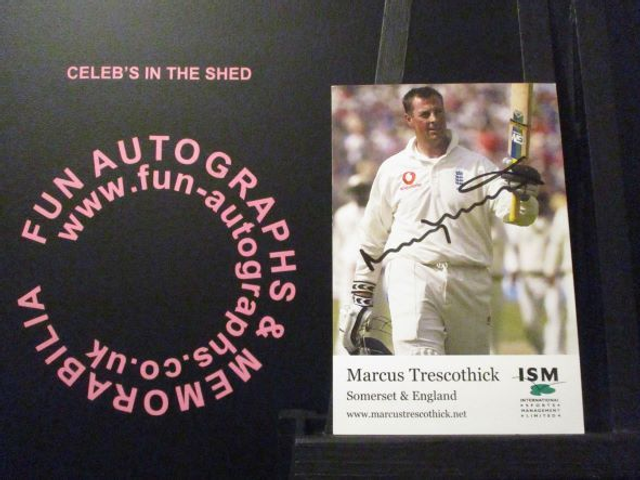 CELEB'S IN THE SHED
FUN AUTOGRAPHS & MEMORABILIA
www.fun-autographs.co.uk
Marcus Trescothick
Somerset & England
www.marcustrescothick.net
ISM
INTERNATIONAL
SPORTS
MANAGEMENT
LIMITED